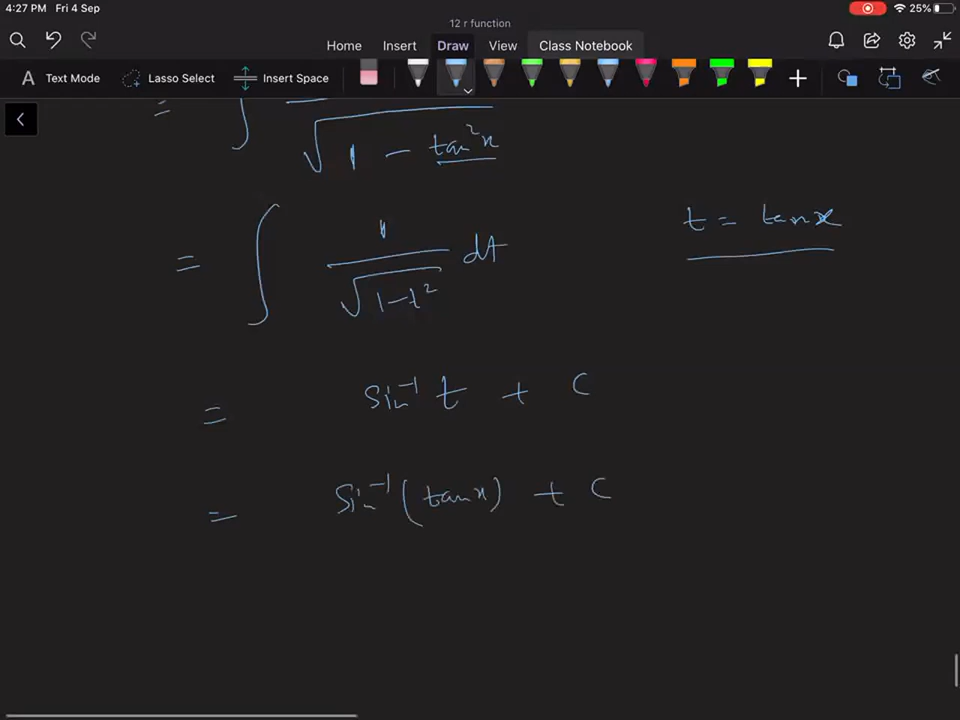 4:27 PM Fri 4 Sep 25%
12 r function
Home Insert Draw View Class Notebook
A Text Mode Lasso Select Insert Space
= ∫ √(1 - tan²x)
= ∫ 1/√(1-t²) dt t = tanx
= Sin⁻¹ t + C
= Sin⁻¹(tanx) + C